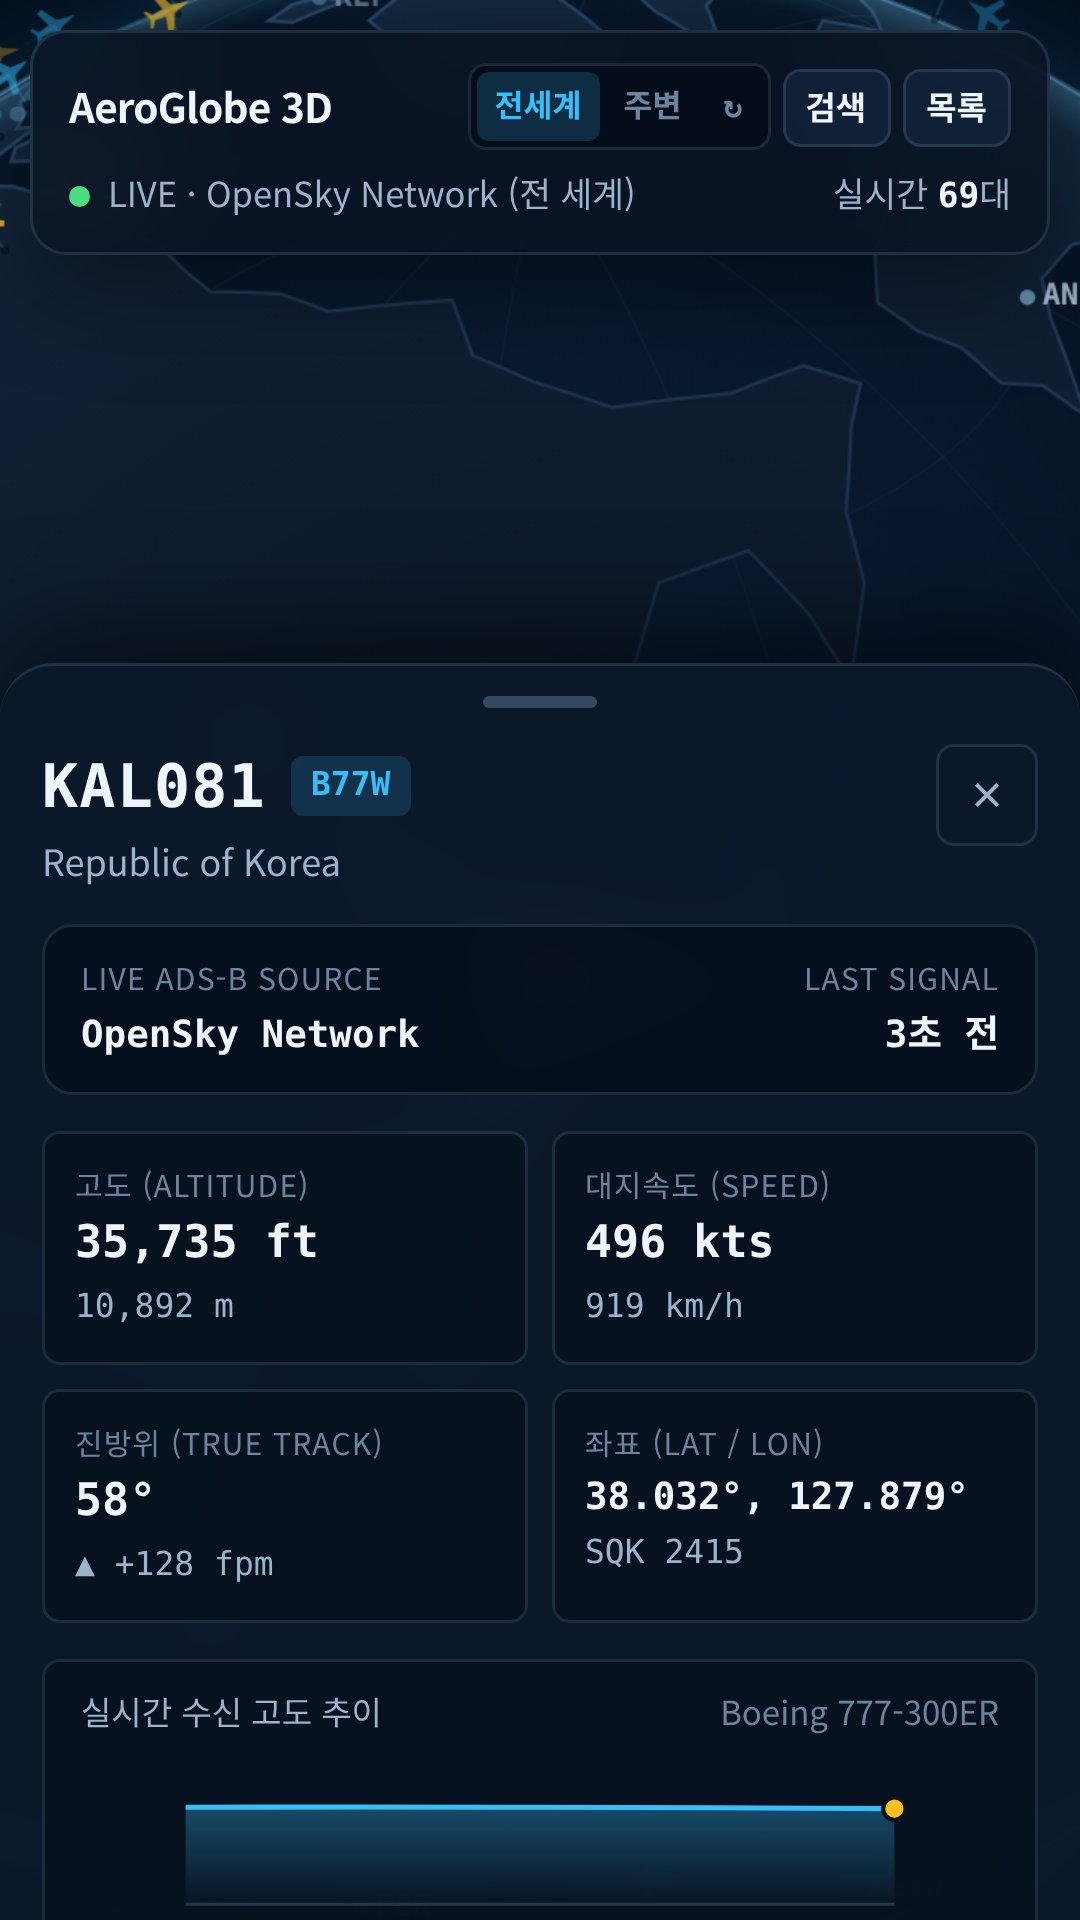 AeroGlobe 3D
전세계
주변
↻
검색
목록
LIVE · OpenSky Network (전 세계)
실시간 69대
AN
KAL081
B77W
×
Republic of Korea
LIVE ADS-B SOURCE
LAST SIGNAL
OpenSky Network
3초 전
고도 (ALTITUDE)
35,735 ft
10,892 m
대지속도 (SPEED)
496 kts
919 km/h
진방위 (TRUE TRACK)
58°
▲ +128 fpm
좌표 (LAT / LON)
38.032°, 127.879°
SQK 2415
실시간 수신 고도 추이
Boeing 777-300ER